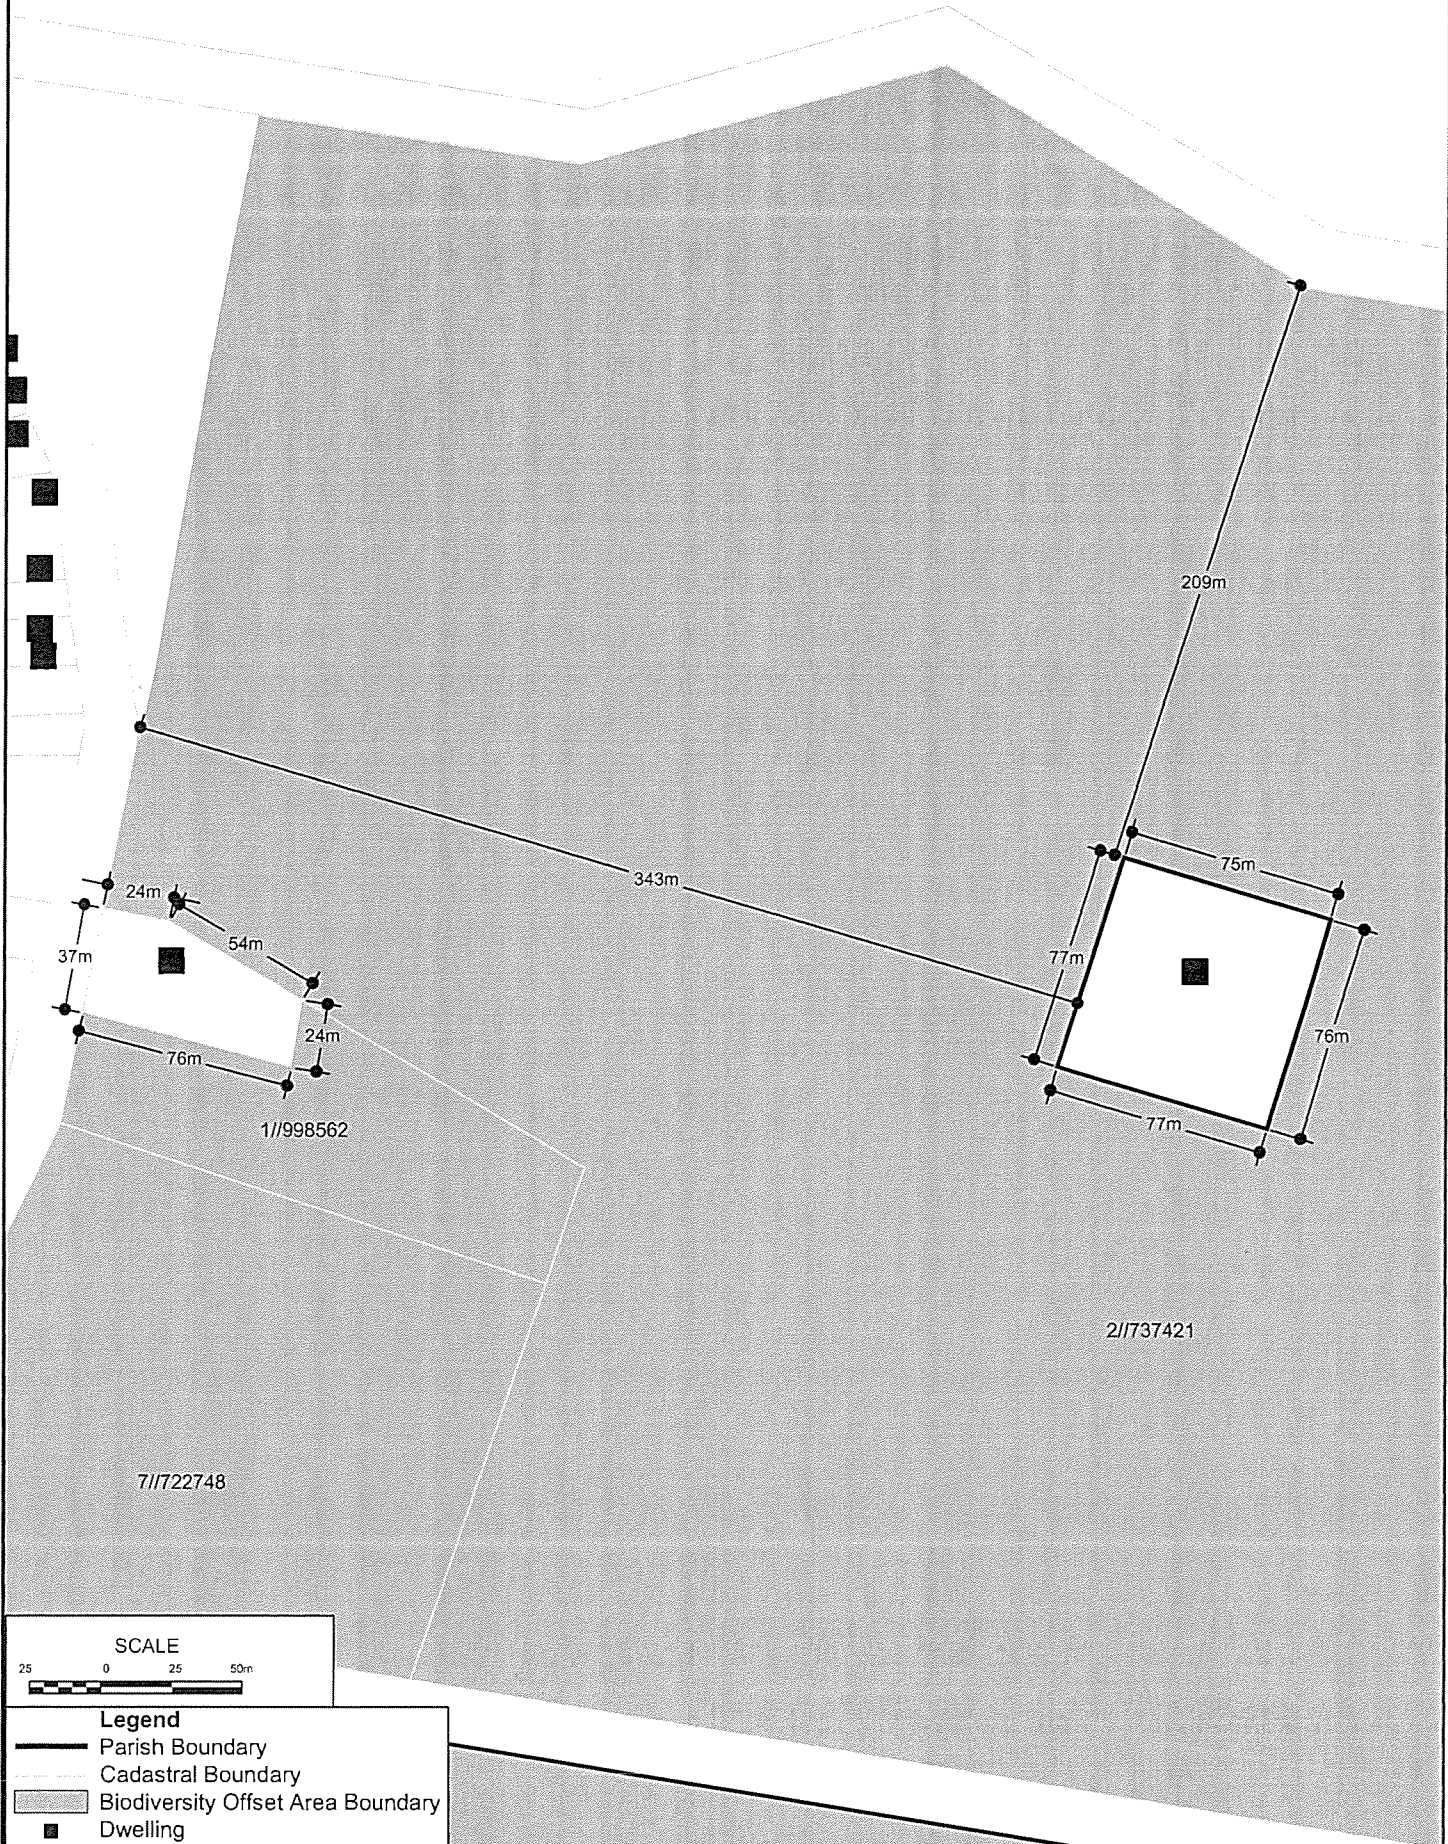 209m
75m
343m
24m
54m
77m
37m
24m
76m
76m
77m
1//998562
2//737421
7//722748
SCALE
25 0 25 50m
Legend
Parish Boundary
Cadastral Boundary
Biodiversity Offset Area Boundary
Dwelling